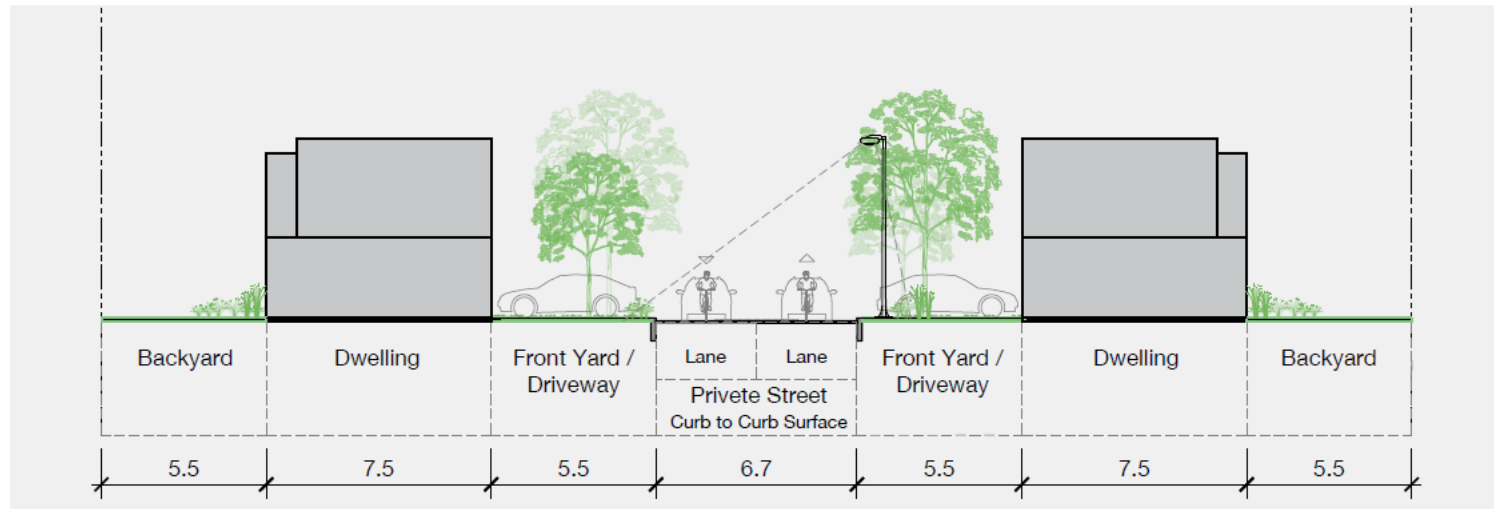 Backyard
Dwelling
Front Yard /
Driveway
Lane
Lane
Privete Street
Curb to Curb Surface
Front Yard /
Driveway
Dwelling
Backyard
5.5
7.5
5.5
6.7
5.5
7.5
5.5